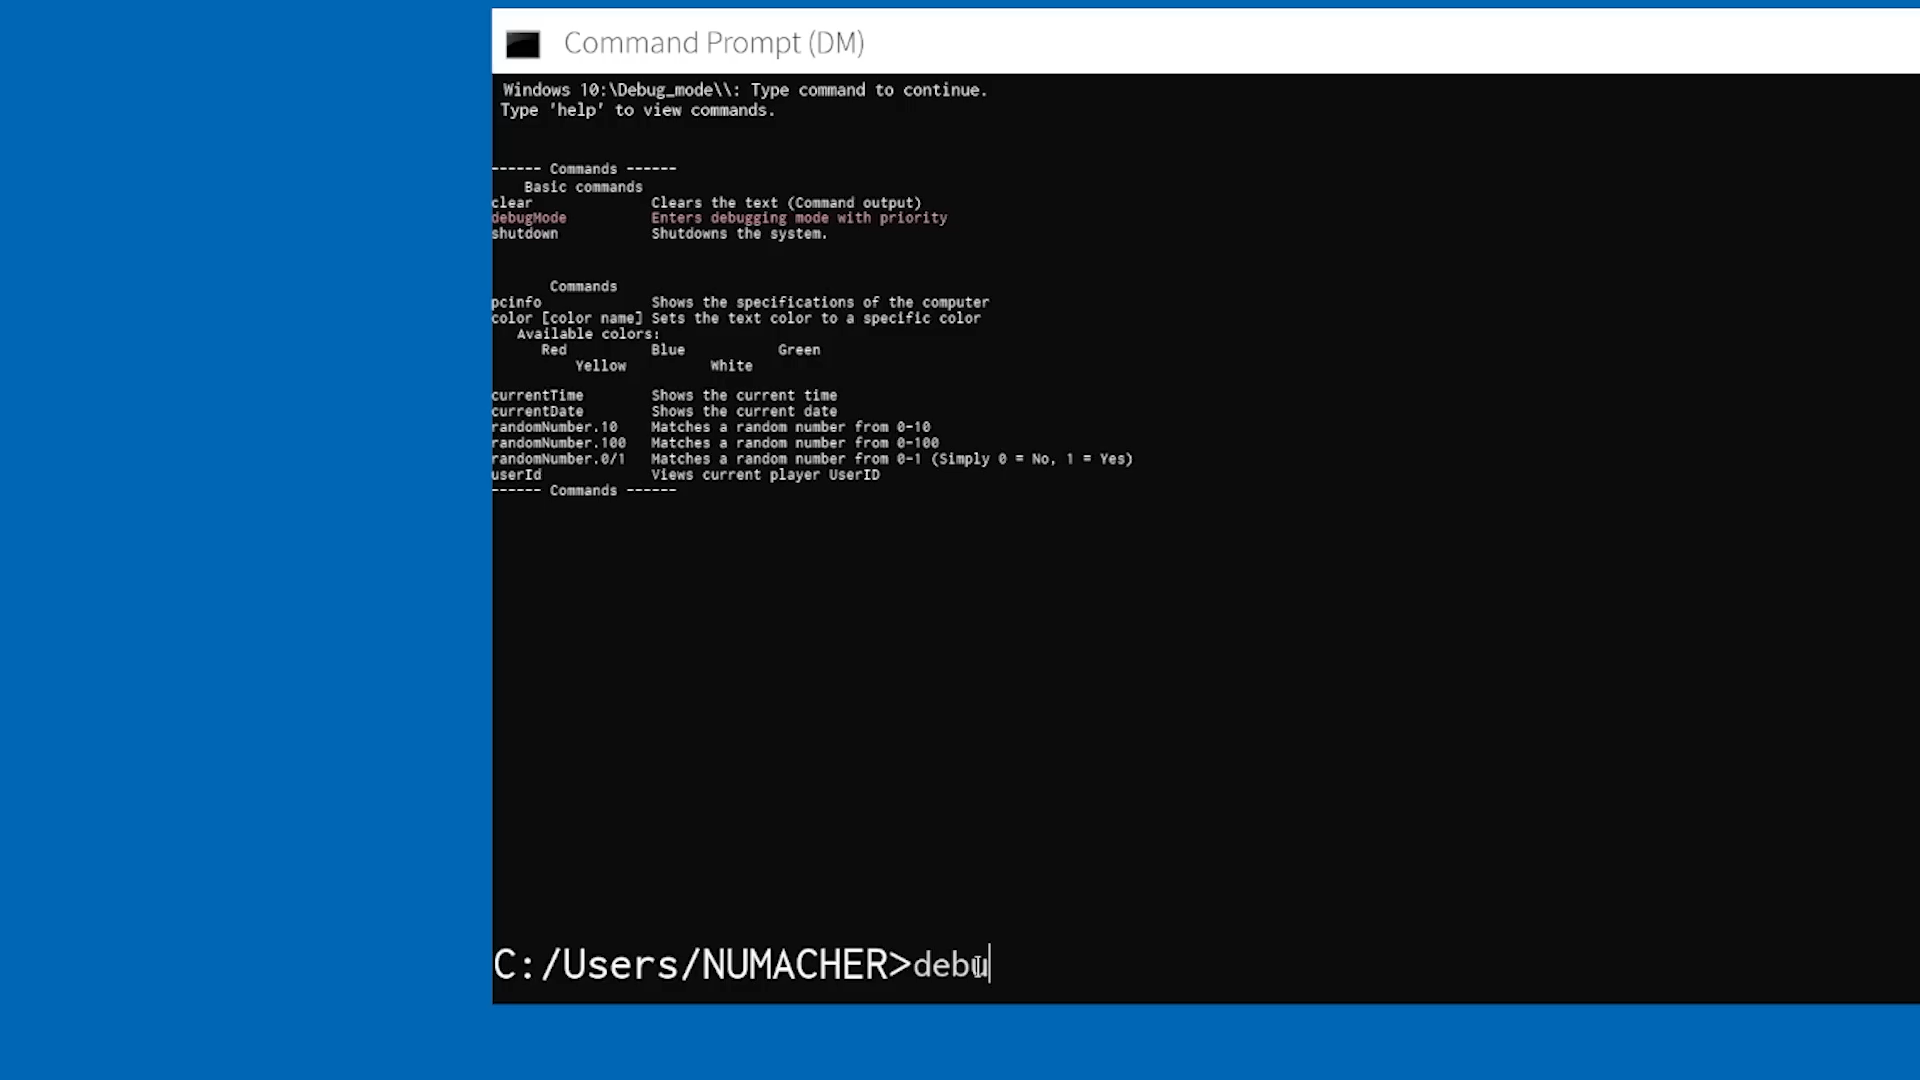 Command Prompt (DM)
Windows 10:\Debug_mode\\: Type command to continue.
Type 'help' to view commands.
------ Commands ------
Basic commands
clear Clears the text (Command output)
debugMode Enters debugging mode with priority
shutdown Shutdowns the system.
Commands
pcinfo Shows the specifications of the computer
color [color name] Sets the text color to a specific color
Available colors:
Red Blue Green
Yellow White
currentTime Shows the current time
currentDate Shows the current date
randomNumber.10 Matches a random number from 0-10
randomNumber.100 Matches a random number from 0-100
randomNumber.0/1 Matches a random number from 0-1 (Simply 0 = No, 1 = Yes)
userId Views current player UserID
------ Commands ------
C:/Users/NUMACHER>debu